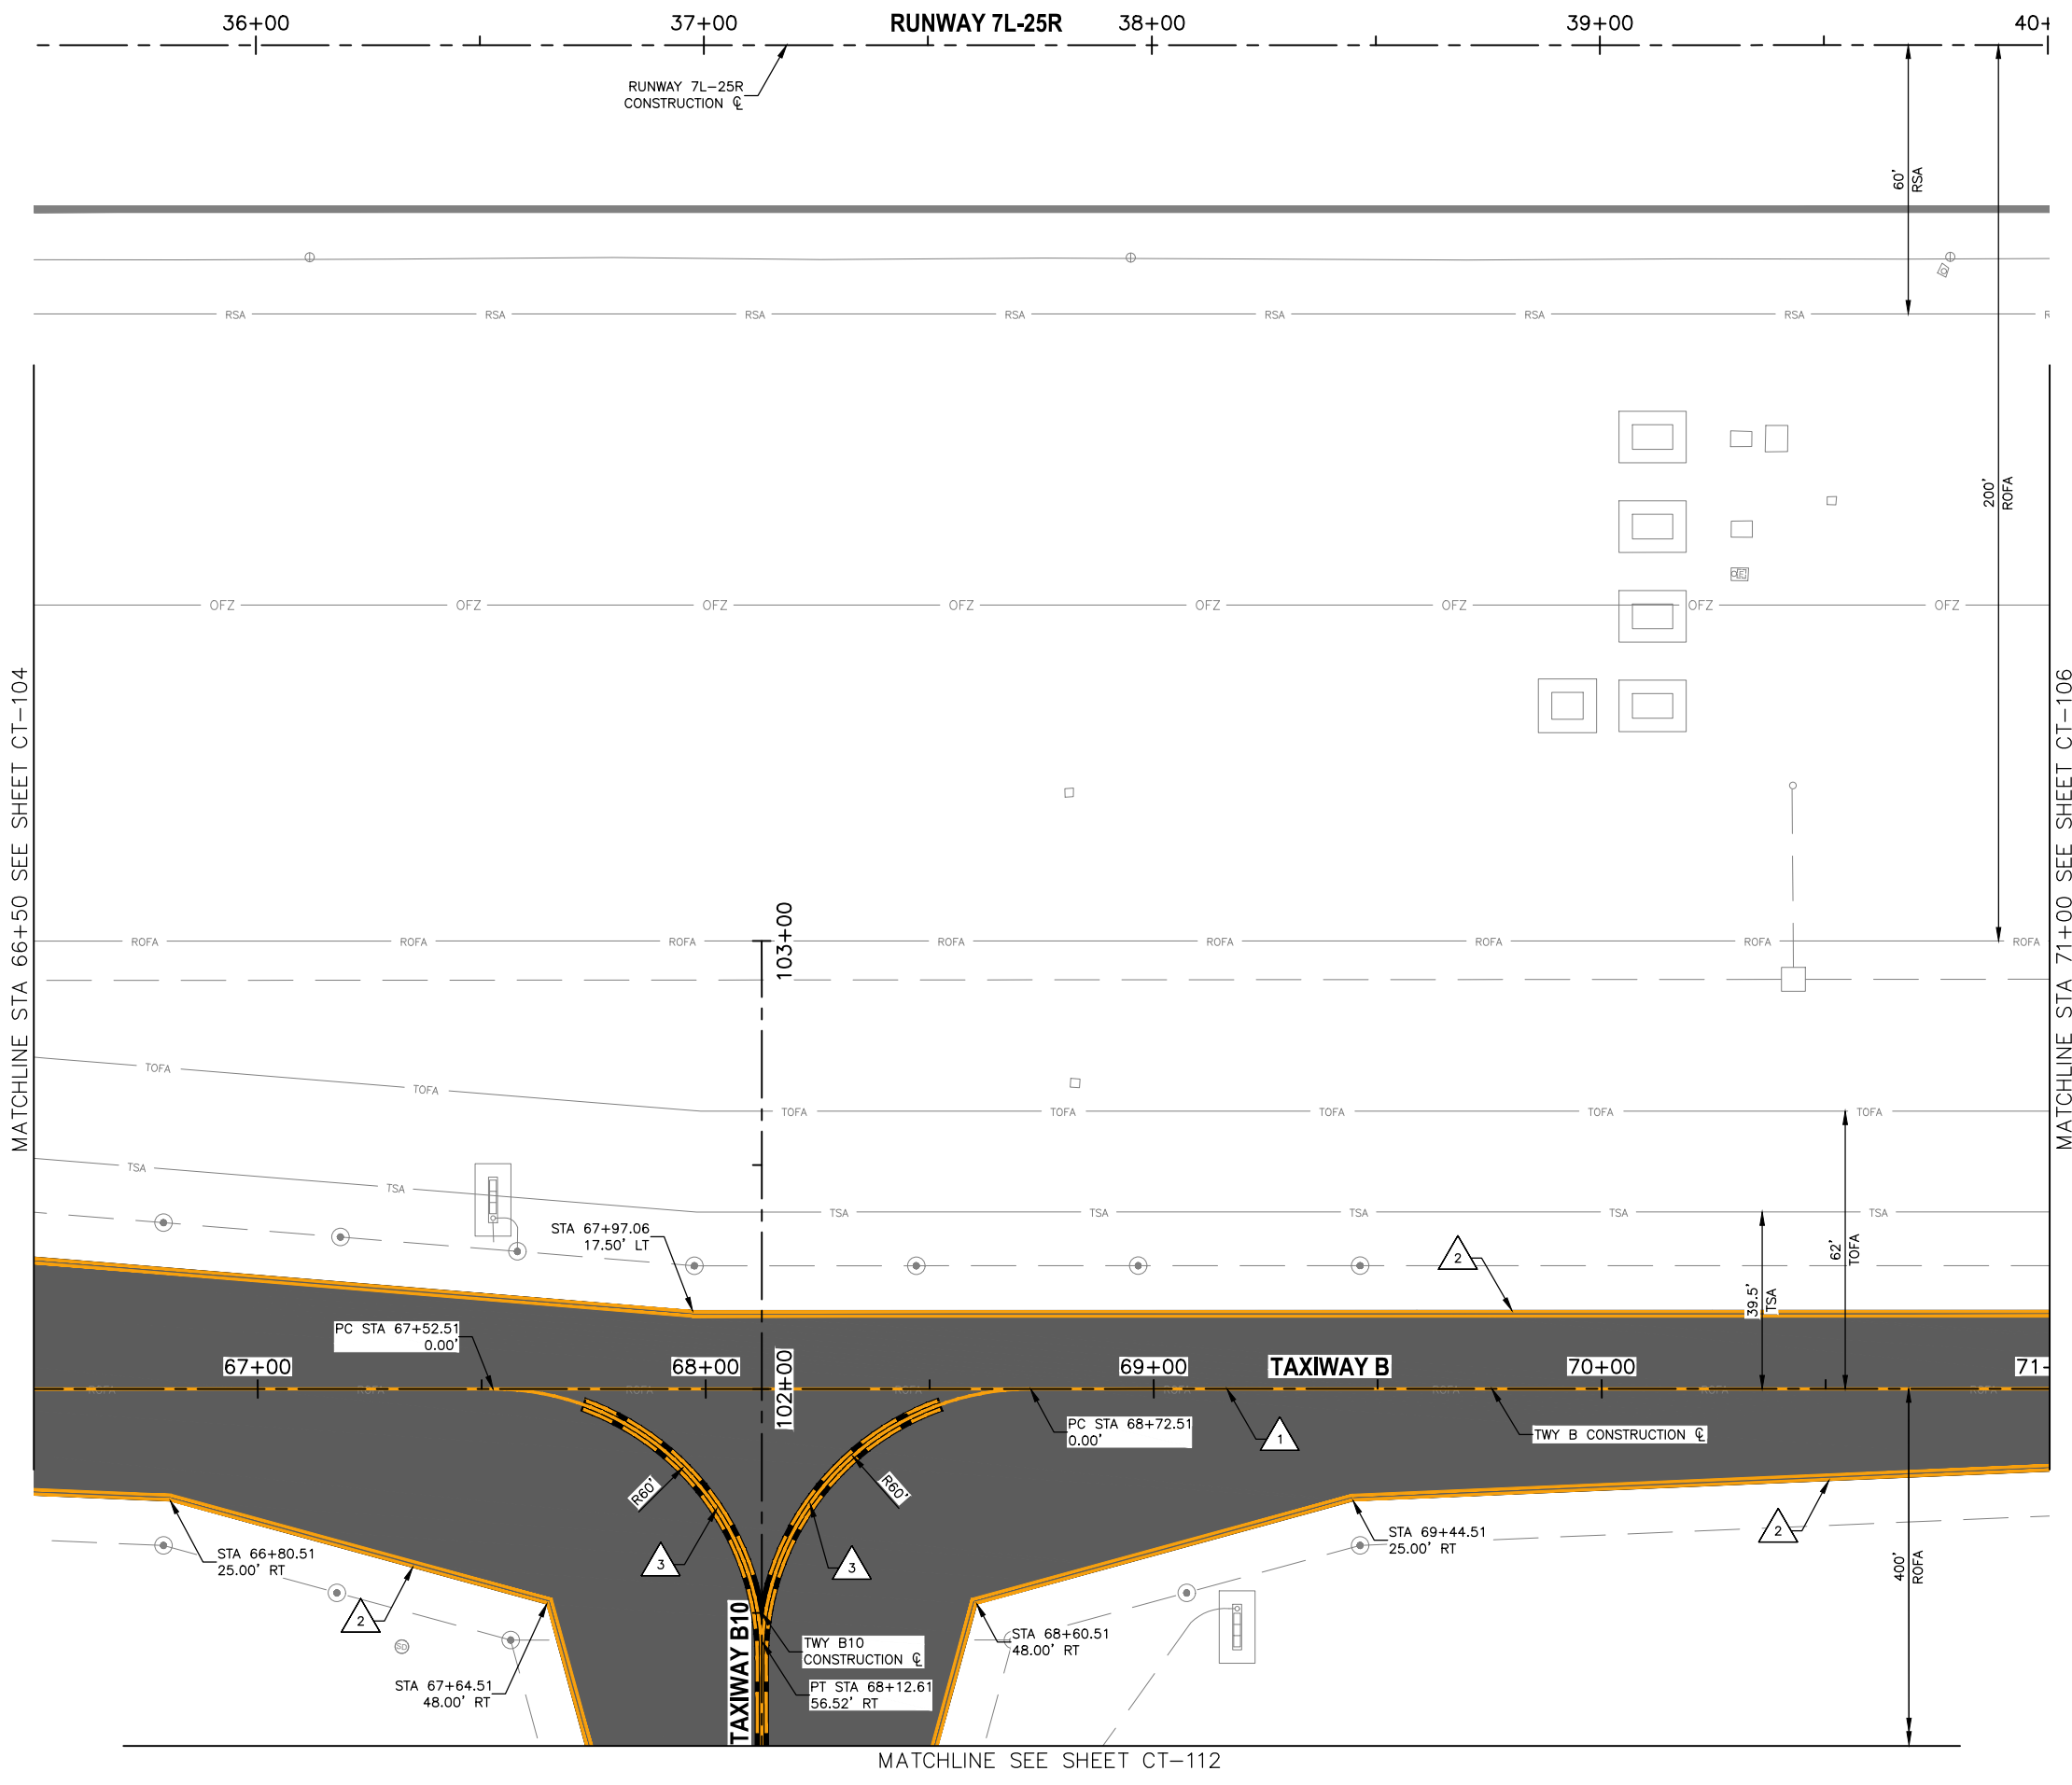 36+00
37+00
RUNWAY 7L-25R
38+00
39+00
40+
RUNWAY 7L-25R
CONSTRUCTION ℄
60'
RSA
RSA
RSA
RSA
RSA
RSA
RSA
RSA
R
200'
ROFA
OFZ
OFZ
OFZ
OFZ
OFZ
OFZ
OFZ
OFZ
E
MATCHLINE STA 66+50 SEE SHEET CT-104
MATCHLINE STA 71+00 SEE SHEET CT-106
ROFA
ROFA
ROFA
ROFA
ROFA
ROFA
ROFA
ROFA
103+00
TOFA
TOFA
TOFA
TOFA
TOFA
TOFA
TOFA
TSA
TSA
TSA
TSA
TSA
TSA
TSA
STA 67+97.06
17.50' LT
2
39.5'
TSA
62'
TOFA
PC STA 67+52.51
0.00'
67+00
68+00
102+00
69+00
TAXIWAY B
70+00
71-
ROFA
ROFA
ROFA
ROFA
ROFA
ROFA
ROFA
ROFA
PC STA 68+72.51
0.00'
1
TWY B CONSTRUCTION ℄
R60'
R60'
STA 66+80.51
25.00' RT
3
3
STA 69+44.51
25.00' RT
2
400'
ROFA
2
SD
TAXIWAY B10
TWY B10
CONSTRUCTION ℄
STA 68+60.51
48.00' RT
STA 67+64.51
48.00' RT
PT STA 68+12.61
56.52' RT
MATCHLINE SEE SHEET CT-112